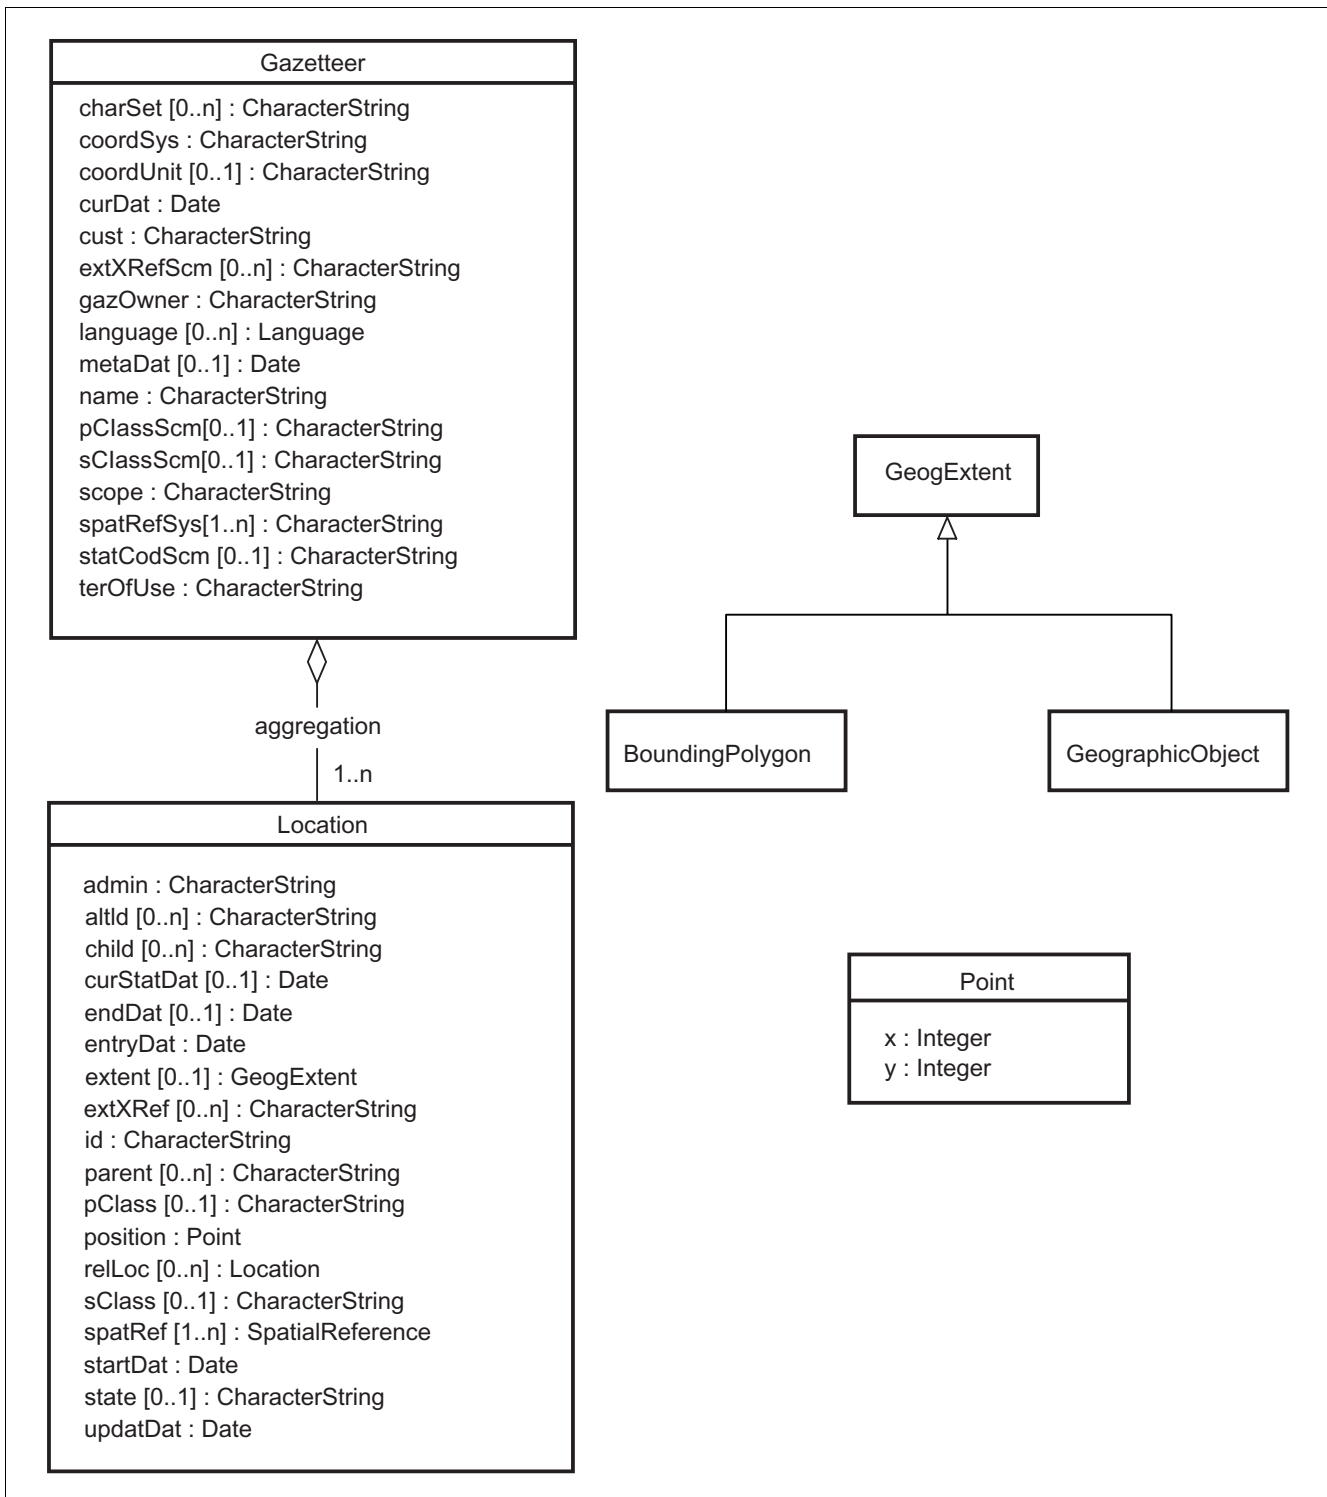 Gazetteer
charSet [0..n] : CharacterString
coordSys : CharacterString
coordUnit [0..1] : CharacterString
curDat : Date
cust : CharacterString
extXRefScm [0..n] : CharacterString
gazOwner : CharacterString
language [0..n] : Language
metaDat [0..1] : Date
name : CharacterString
pClassScm[0..1] : CharacterString
sClassScm[0..1] : CharacterString
scope : CharacterString
spatRefSys[1..n] : CharacterString
statCodScm [0..1] : CharacterString
terOfUse : CharacterString
aggregation
1..n
Location
admin : CharacterString
altId [0..n] : CharacterString
child [0..n] : CharacterString
curStatDat [0..1] : Date
endDat [0..1] : Date
entryDat : Date
extent [0..1] : GeogExtent
extXRef [0..n] : CharacterString
id : CharacterString
parent [0..n] : CharacterString
pClass [0..1] : CharacterString
position : Point
relLoc [0..n] : Location
sClass [0..1] : CharacterString
spatRef [1..n] : SpatialReference
startDat : Date
state [0..1] : CharacterString
updatDat : Date
GeogExtent
BoundingPolygon
GeographicObject
Point
x : Integer
y : Integer